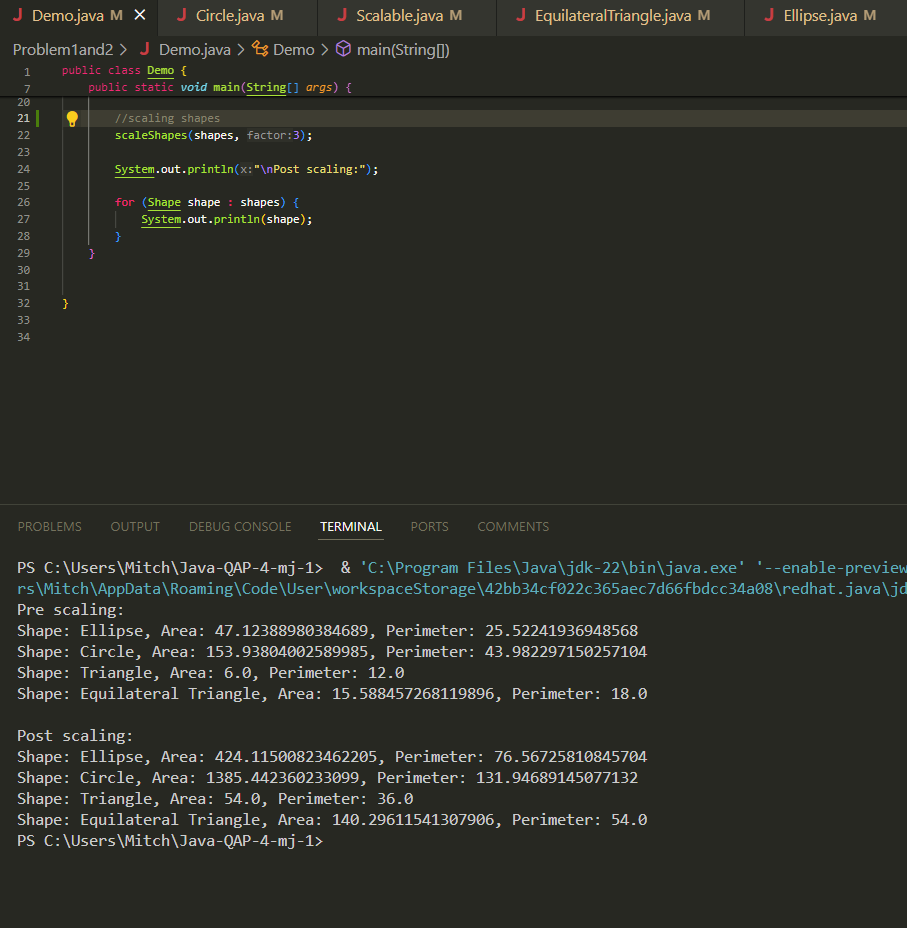 J Demo.java M ✕ J Circle.java M J Scalable.java M J EquilateralTriangle.java M J Ellipse.java M
Problem1and2 > J Demo.java > Demo > main(String[])
1 public class Demo {
7 public static void main(String[] args) {
20
21 //scaling shapes
22 scaleShapes(shapes, factor:3);
23
24 System.out.println(x:"\nPost scaling:");
25
26 for (Shape shape : shapes) {
27 System.out.println(shape);
28 }
29 }
30
31
32 }
33
34
PROBLEMS OUTPUT DEBUG CONSOLE TERMINAL PORTS COMMENTS
PS C:\Users\Mitch\Java-QAP-4-mj-1> & 'C:\Program Files\Java\jdk-22\bin\java.exe' '--enable-preview
rs\Mitch\AppData\Roaming\Code\User\workspaceStorage\42bb34cf022c365aec7d66fbdcc34a08\redhat.java\jd
Pre scaling:
Shape: Ellipse, Area: 47.12388980384689, Perimeter: 25.52241936948568
Shape: Circle, Area: 153.93804002589985, Perimeter: 43.982297150257104
Shape: Triangle, Area: 6.0, Perimeter: 12.0
Shape: Equilateral Triangle, Area: 15.588457268119896, Perimeter: 18.0
Post scaling:
Shape: Ellipse, Area: 424.11500823462205, Perimeter: 76.56725810845704
Shape: Circle, Area: 1385.442360233099, Perimeter: 131.94689145077132
Shape: Triangle, Area: 54.0, Perimeter: 36.0
Shape: Equilateral Triangle, Area: 140.29611541307906, Perimeter: 54.0
PS C:\Users\Mitch\Java-QAP-4-mj-1>